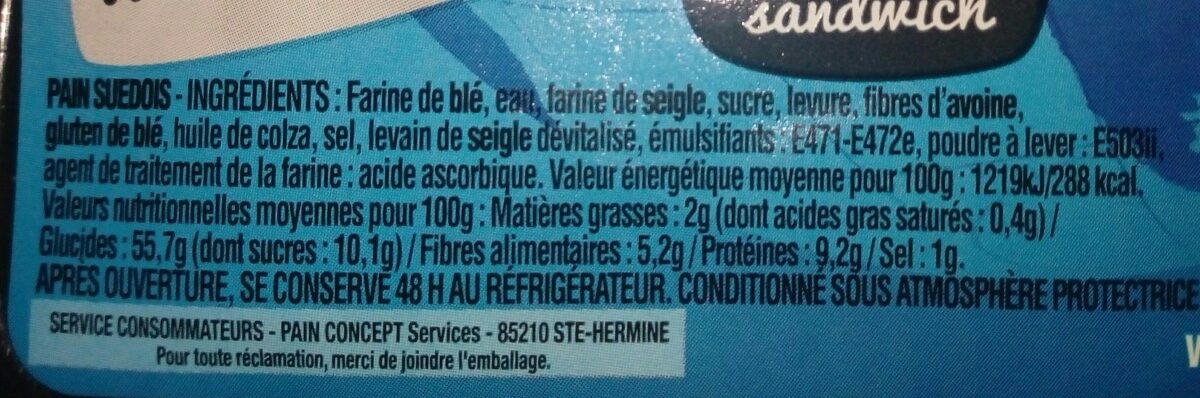 sandwich
PAIN SUEDOIS - INGRÉDIENTS : Farine de blé, eau, farine de seigle, sucre, levure, fibres d'avoine,
gluten de blé, huile de colza, sel, levain de seigle dévitalisé, émulsifiants : E471-E472e, poudre à lever : E503ii,
agent de traitement de la farine : acide ascorbique. Valeur énergétique moyenne pour 100g : 1219kJ/288 kcal.
Valeurs nutritionnelles moyennes pour 100g : Matières grasses : 2g (dont acides gras saturés : 0,4g) /
Glucides : 55,7g (dont sucres : 10,1g) / Fibres alimentaires : 5,2g / Protéines : 9,2g / Sel : 1g.
APRÈS OUVERTURE, SE CONSERVE 48 H AU RÉFRIGÉRATEUR. CONDITIONNÉ SOUS ATMOSPHÈRE PROTECTRICE
SERVICE CONSOMMATEURS - PAIN CONCEPT Services - 85210 STE-HERMINE
Pour toute réclamation, merci de joindre l'emballage.